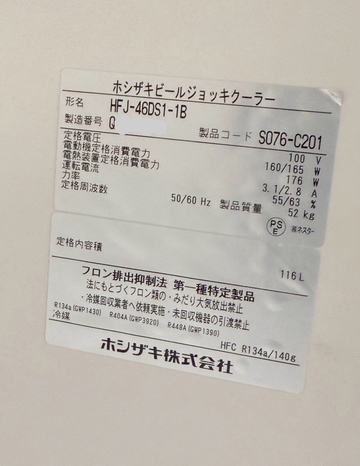 ホシザキビールジョッキクーラー
形名 HFJ-46DS1-1B
製造番号 G
製品コード S076-C201
定格電圧 100 V
電動機定格消費電力 160/165 W
電熱装置定格消費電力 176 W
運転電流 3.1/2.8 A
力率 55/63 %
定格周波数 50/60 Hz 製品質量 52 kg
PSE ㈱ネスター
定格内容積 116 L
フロン排出抑制法 第一種特定製品
法にもとづくフロン類の・みだり大気放出禁止
・冷媒回収業者へ依頼実施・未回収機器の引渡禁止
R134a(GWP1430) R404A(GWP3920) R448A(GWP1390)
冷媒 HFC R134a/140g
ホシザキ株式会社